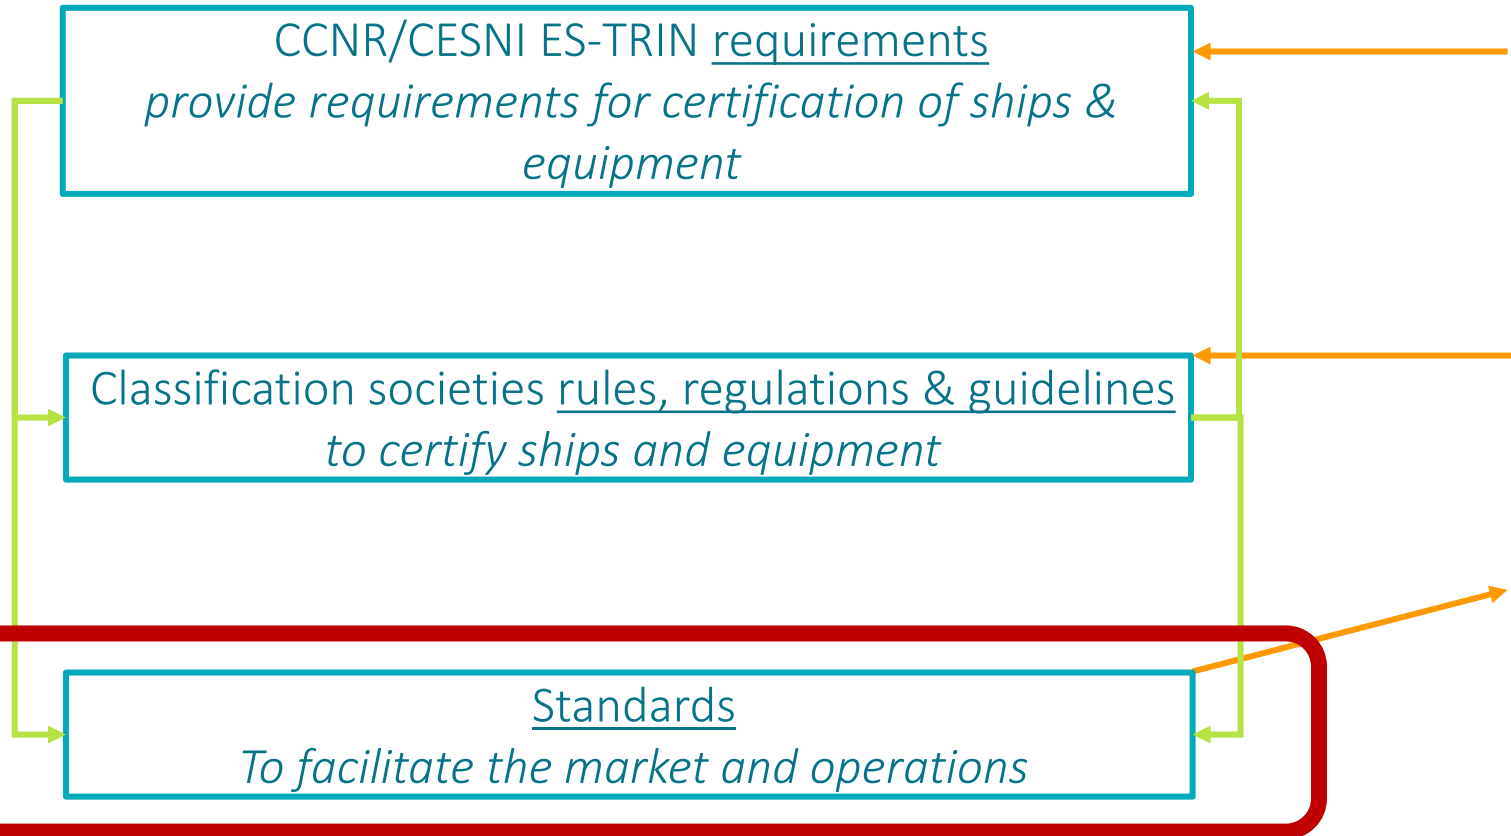 CCNR/CESNI ES-TRIN requirements
provide requirements for certification of ships &
equipment
Classification societies rules, regulations & guidelines
to certify ships and equipment
Standards
To facilitate the market and operations